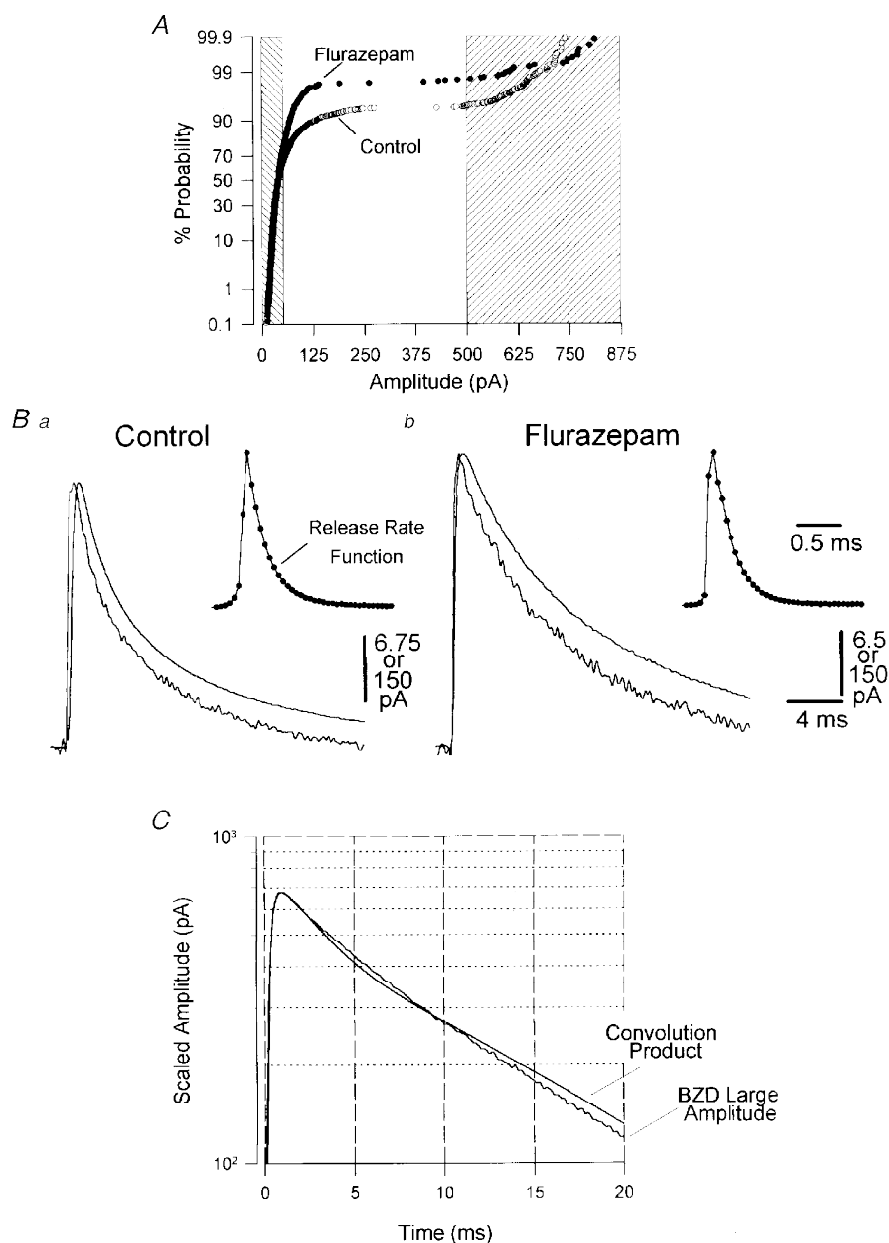 A
% Probability
99.9
99
90
70
50
30
10
1
0.1
Flurazepam
Control
0 125 250 375 500 625 750 875
Amplitude (pA)
B a
Control
Release Rate
Function
6.75
or
150
pA
b
Flurazepam
0.5 ms
6.5
or
150
pA
4 ms
C
Scaled Amplitude (pA)
10³
10²
Convolution
Product
BZD Large
Amplitude
0 5 10 15 20
Time (ms)